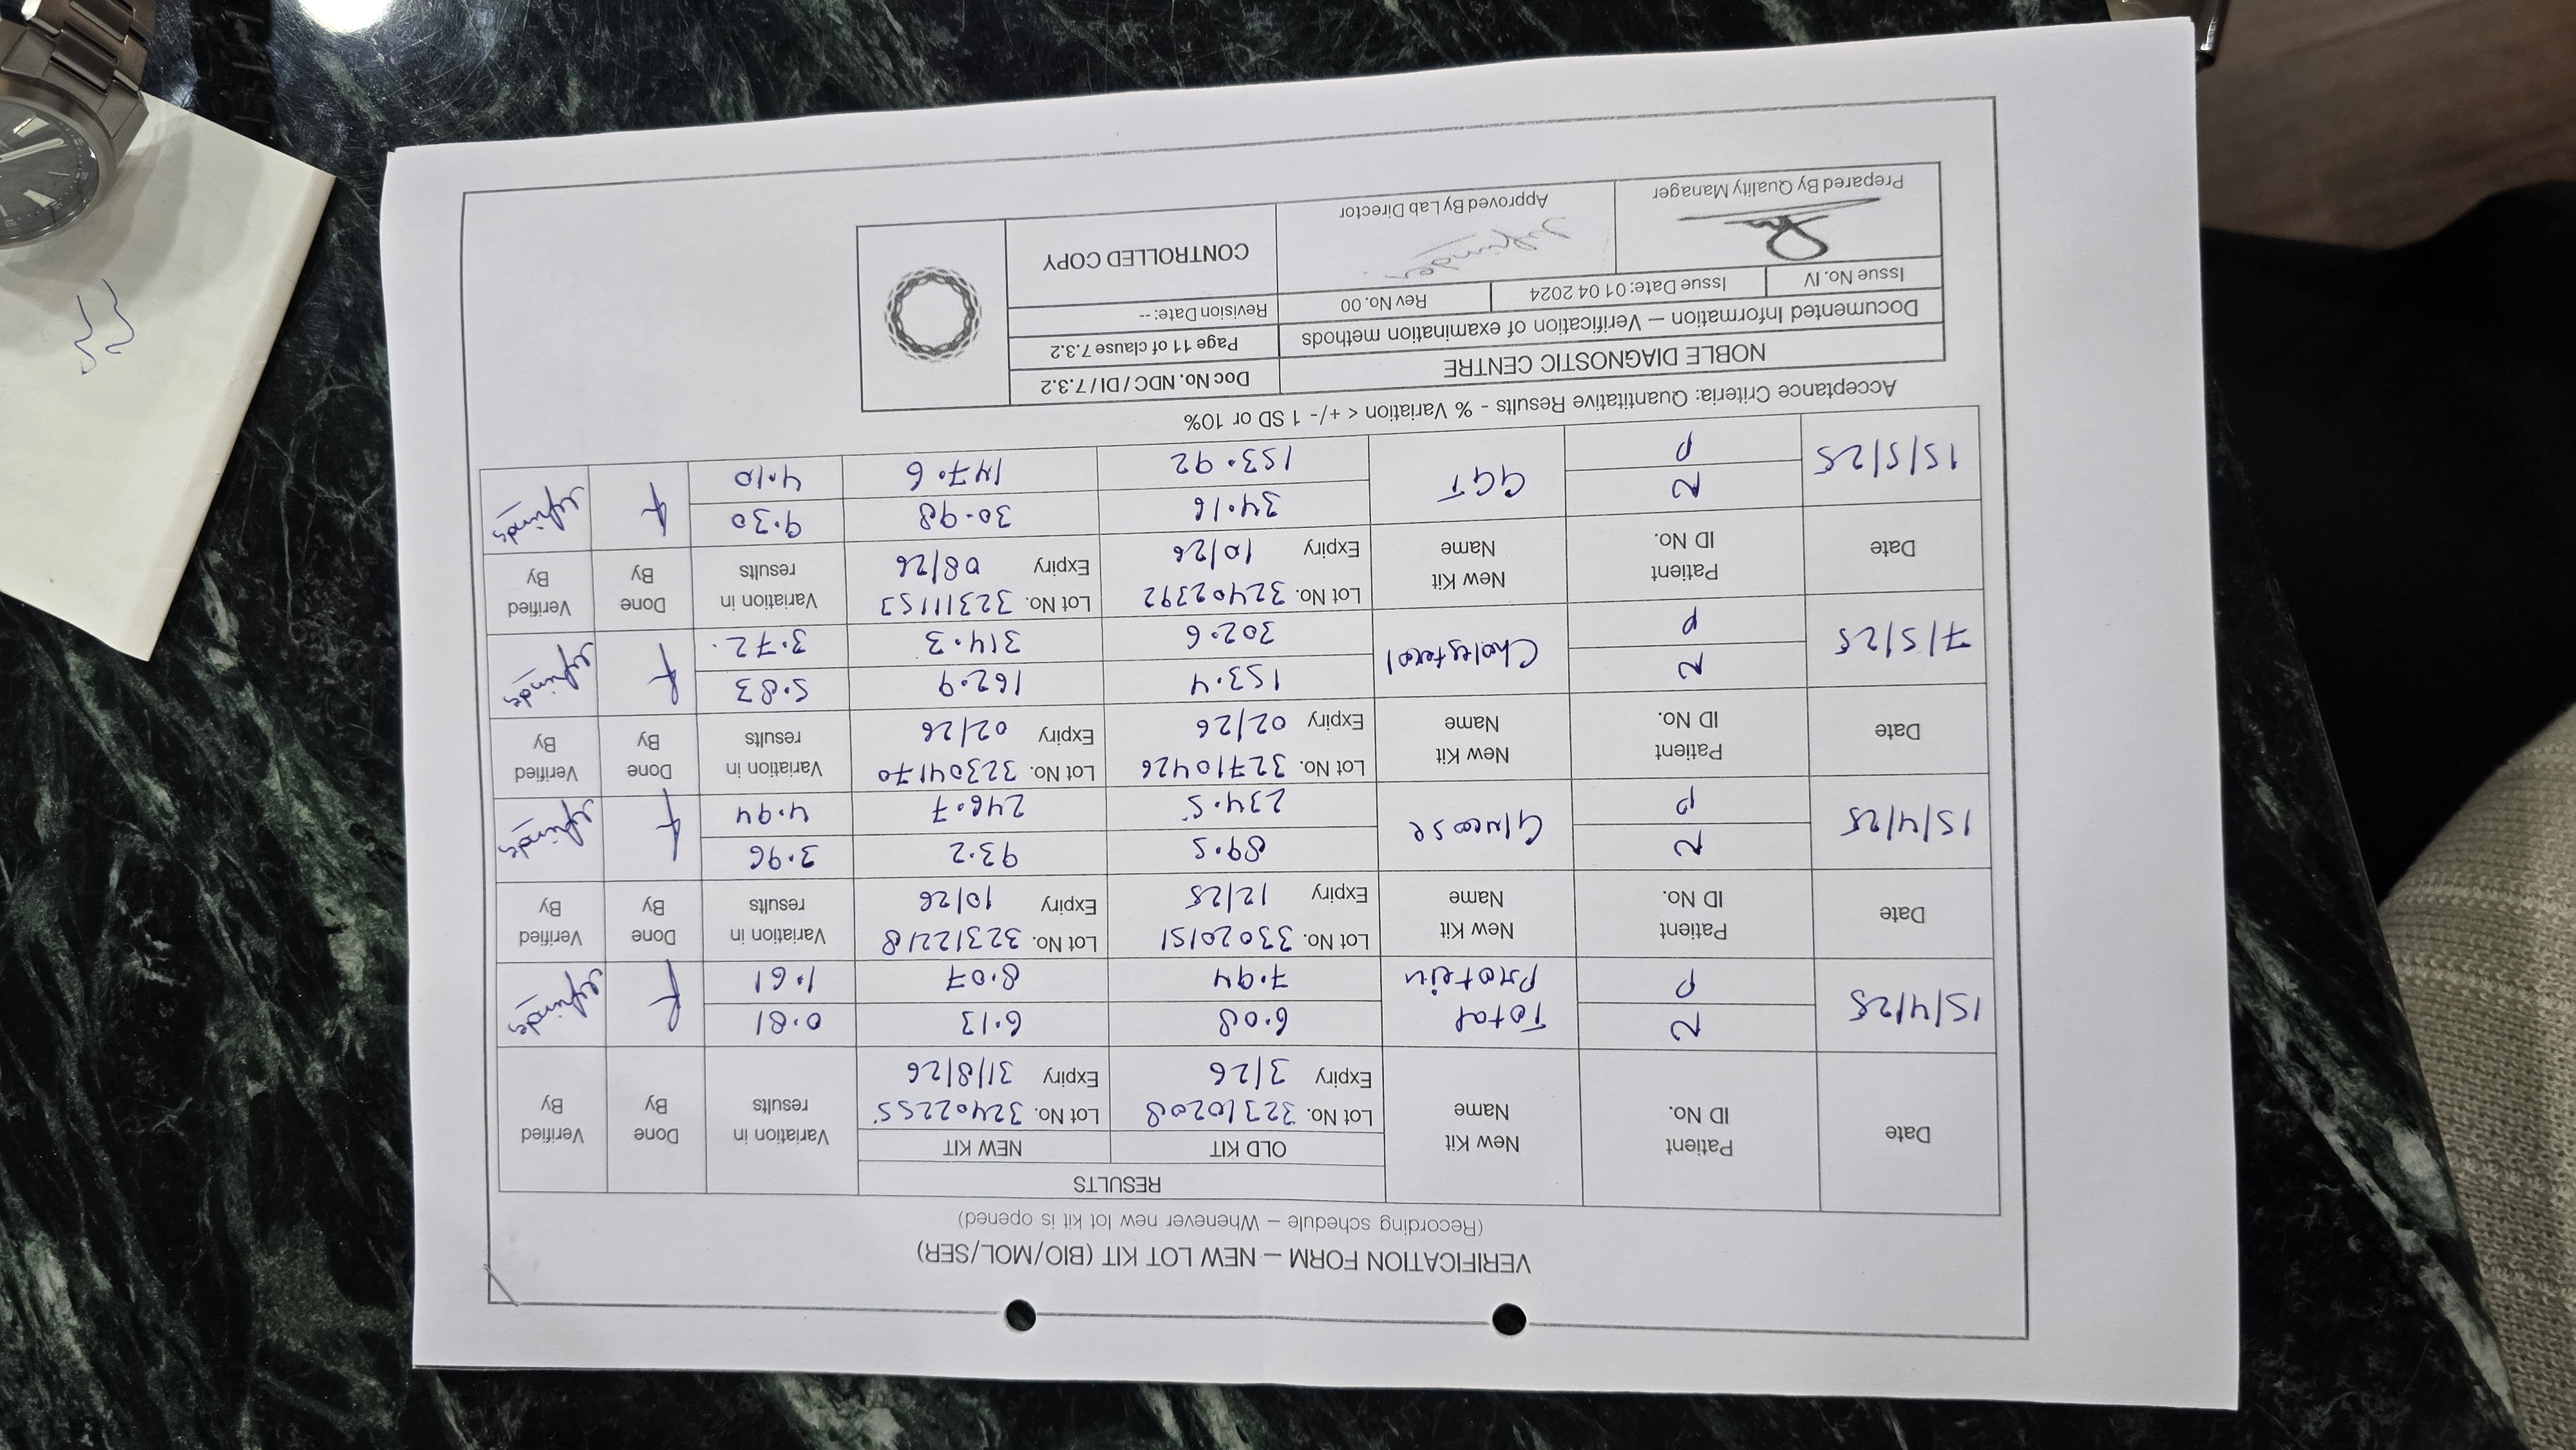 VERIFICATION FORM – NEW LOT KIT (BIO/MOL/SER)
(Recording schedule – Whenever new lot kit is opened)
Date Patient ID No. New Kit Name RESULTS Variation in results Done By Verified By
OLD KIT NEW KIT
Lot No. 32310208 Lot No. 32402255
Expiry 3/26 Expiry 31/8/26
15/4/25 N Total 6.08 6.13 0.81
P Protein 7.94 8.07 1.61
Date Patient ID No. New Kit Name Lot No. 33020151 Lot No. 32312218 Variation in results Done By Verified By
Expiry 12/25 Expiry 10/26
15/4/25 N Glucose 89.5 93.2 3.96
P 234.5 246.7 4.94
Date Patient ID No. New Kit Name Lot No. 32710426 Lot No. 32304170 Variation in results Done By Verified By
Expiry 02/26 Expiry 02/26
7/5/25 N Cholesterol 153.4 162.9 5.83
P 302.6 314.3 3.72.
Date Patient ID No. New Kit Name Lot No. 32402392 Lot No. 32311153 Variation in results Done By Verified By
Expiry 10/26 Expiry 08/26
15/5/25 N GGT 34.16 30.98 9.30
P 153.92 147.6 4.10
Acceptance Criteria: Quantitative Results - % Variation < +/- 1 SD or 10%
NOBLE DIAGNOSTIC CENTRE Doc No. NDC / DI / 7.3.2
Documented Information – Verification of examination methods Page 11 of clause 7.3.2
Issue No. IV Issue Date: 01 04 2024 Rev No. 00 Revision Date: --
CONTROLLED COPY
Prepared By Quality Manager Approved By Lab Director